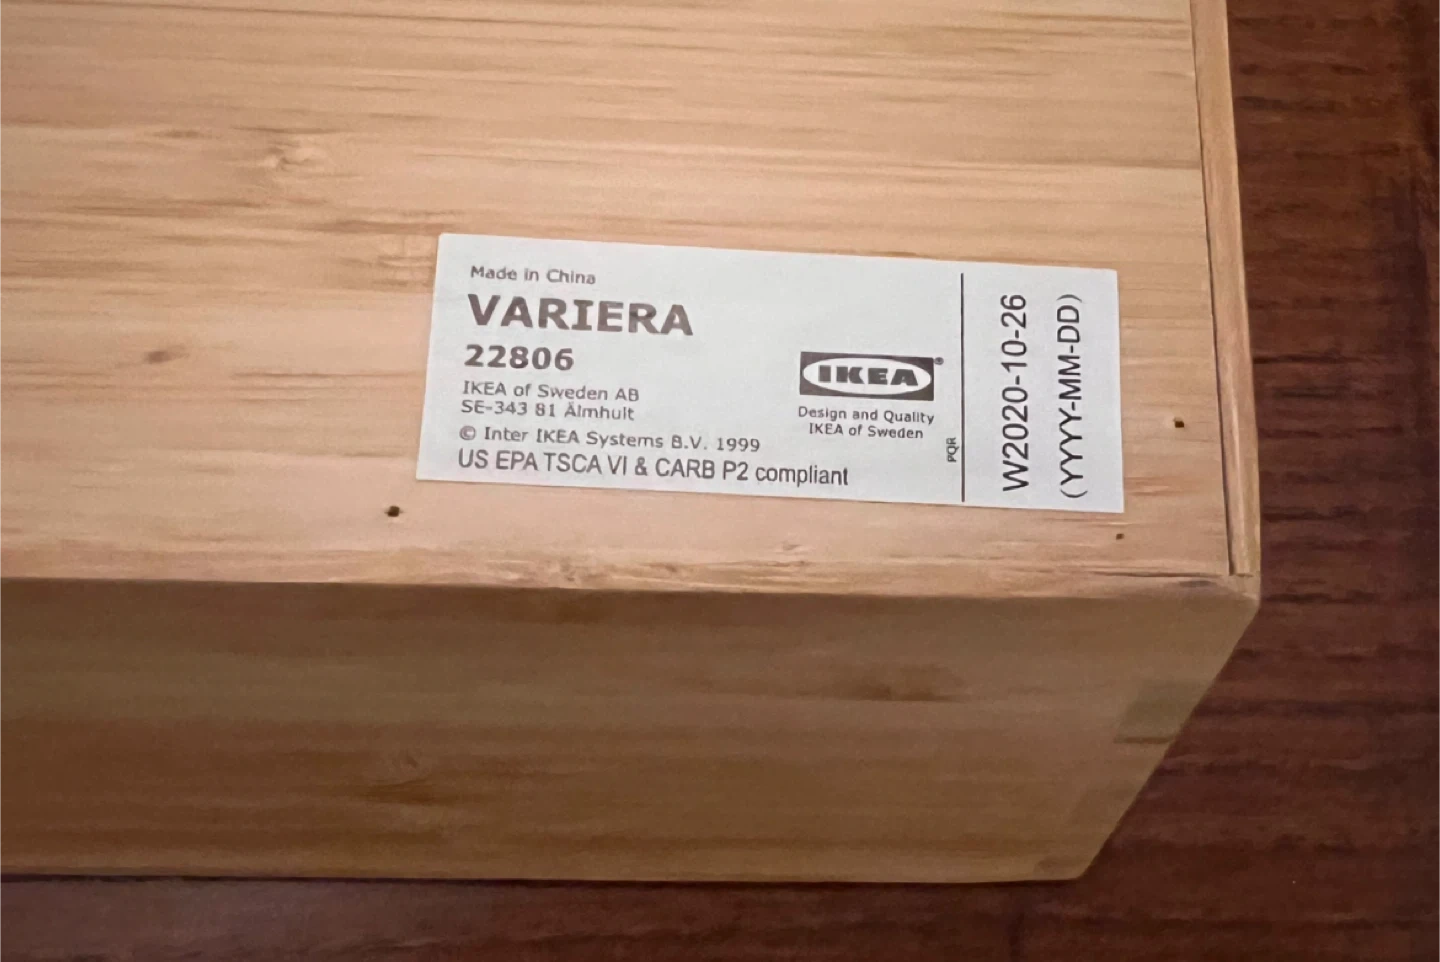 Made in China
VARIERA
22806
IKEA of Sweden AB
SE-343 81 Älmhult
© Inter IKEA Systems B.V. 1999
US EPA TSCA VI & CARB P2 compliant
IKEA®
Design and Quality
IKEA of Sweden
PQR
W2020-10-26
(YYYY-MM-DD)